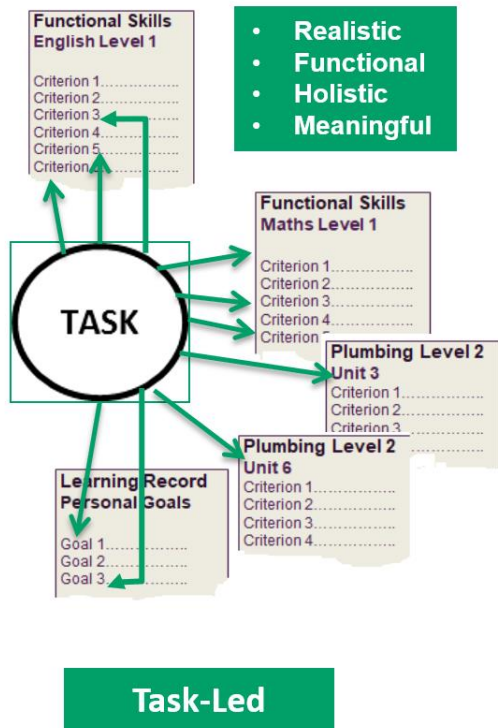 Functional Skills
English Level 1
Criterion 1..................
Criterion 2..................
Criterion 3..................
Criterion 4..................
Criterion 5..................
Criterion
• Realistic
• Functional
• Holistic
• Meaningful
Functional Skills
Maths Level 1
Criterion 1..................
Criterion 2..................
Criterion 3..................
Criterion 4..................
Criterion
TASK
Plumbing Level 2
Unit 3
Criterion 1..................
Criterion 2..................
Criterion 3..................
Plumbing Level 2
Unit 6
Criterion 1..................
Criterion 2..................
Criterion 3..................
Criterion 4..................
Learning Record
Personal Goals
Goal 1..................
Goal 2..................
Goal 3..................
Task-Led